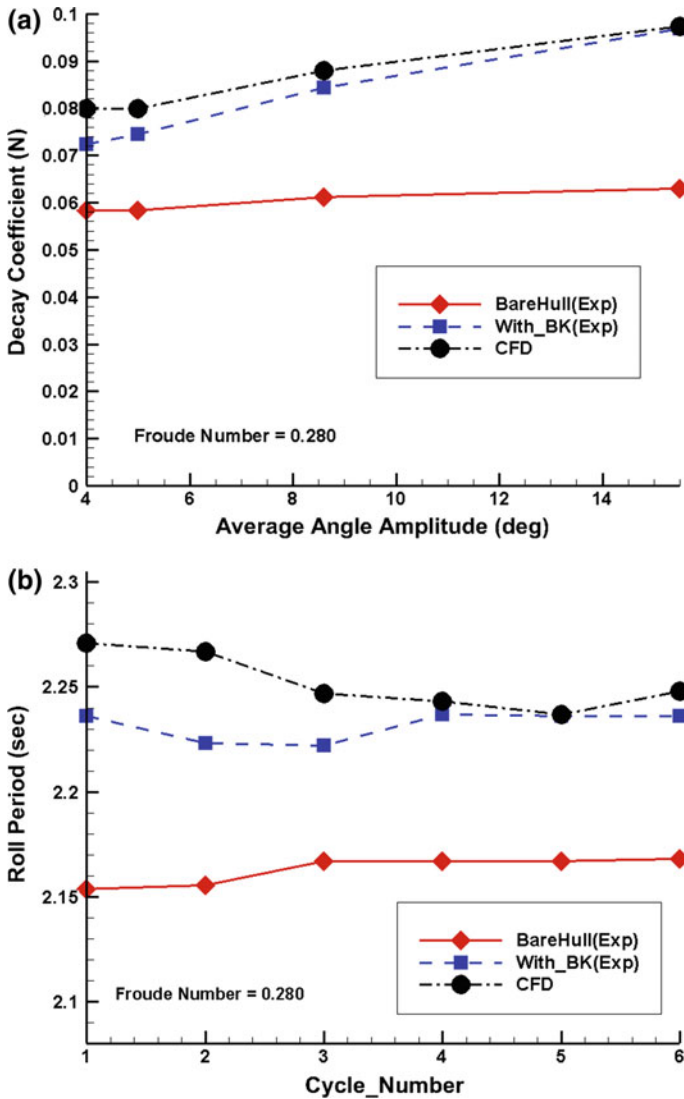 (a)
0.1
0.09
0.08
0.07
0.06
0.05
0.04
0.03
0.02
0.01
0
Decay Coefficient (N)
BareHull(Exp)
With_BK(Exp)
CFD
Froude Number = 0.280
4 6 8 10 12 14
Average Angle Amplitude (deg)
(b)
2.3
2.25
2.2
2.15
2.1
Roll Period (sec)
BareHull(Exp)
With_BK(Exp)
CFD
Froude Number = 0.280
1 2 3 4 5 6
Cycle_Number